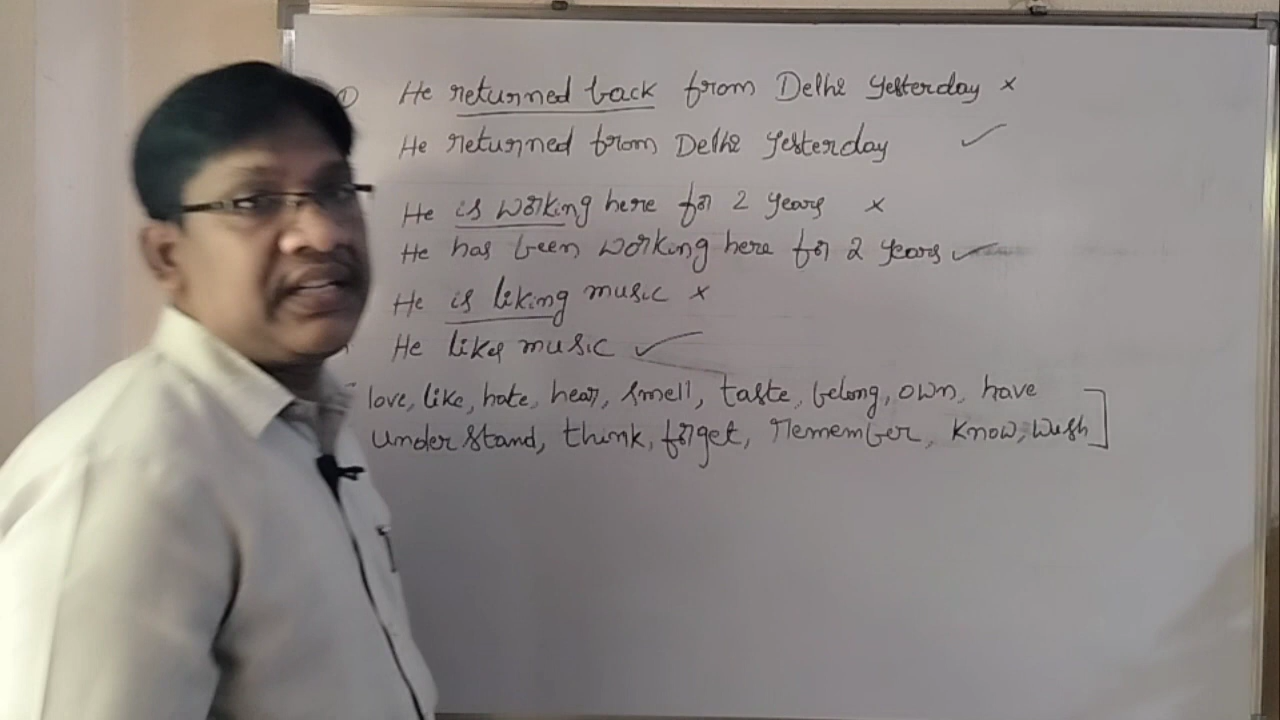 ① He returned back from Delhi yesterday ×
He returned from Delhi yesterday ✓
He is working here for 2 years ×
He has been working here for 2 years ✓
He is liking music ×
He likes music ✓
love, like, hate, hear, smell, taste, belong, own, have
understand, think, forget, remember, know, wish ]